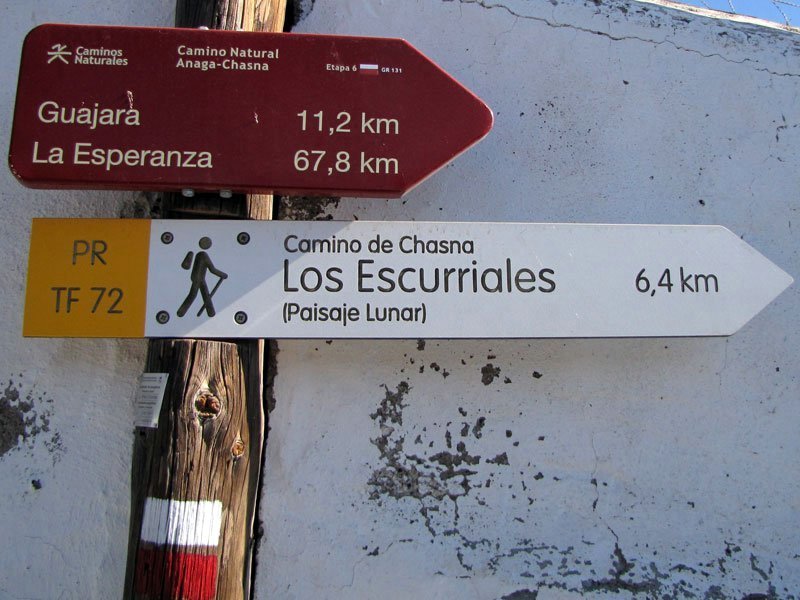 Caminos
Naturales
Camino Natural
Anaga-Chasna
Etapa 6 GR 131
Guajara 11,2 km
La Esperanza 67,8 km
PR
TF 72
Camino de Chasna
Los Escurriales 6,4 km
(Paisaje Lunar)